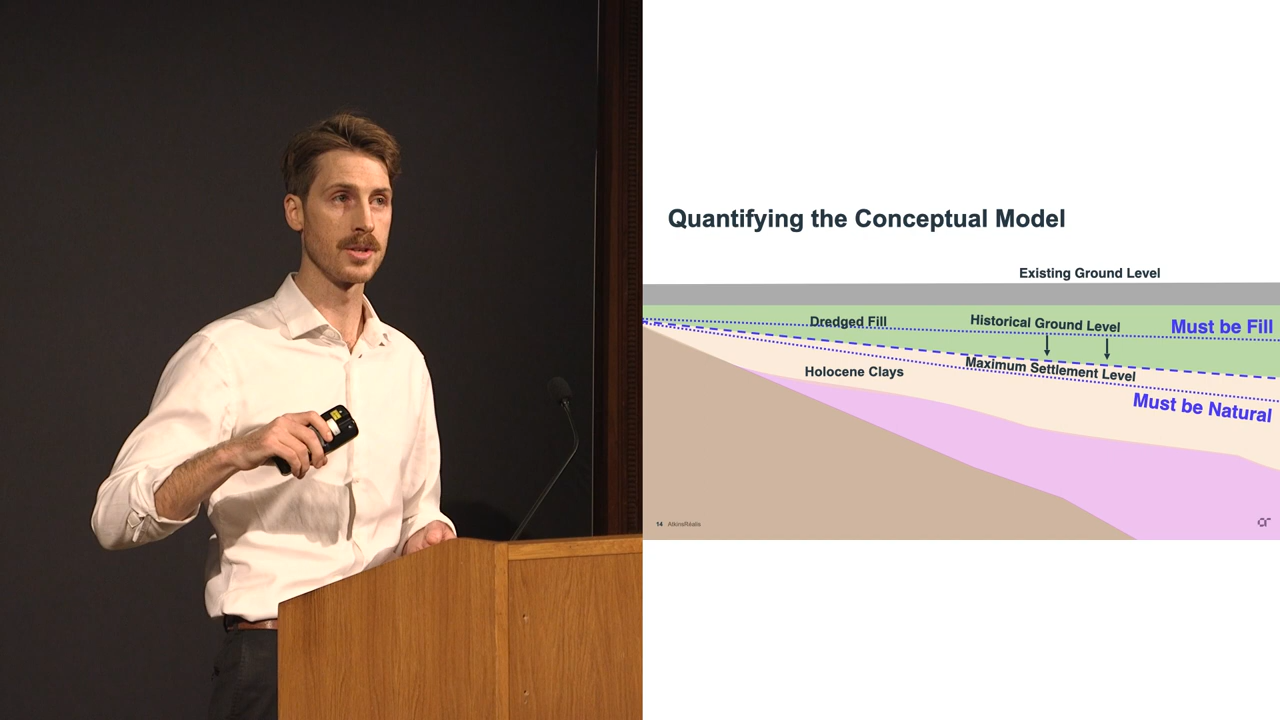 Quantifying the Conceptual Model
Existing Ground Level
Dredged Fill
Historical Ground Level
Must be Fill
Maximum Settlement Level
Holocene Clays
Must be Natural
14 AtkinsRéalis